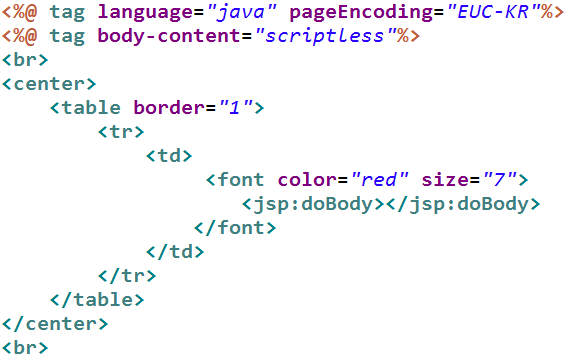 <%@ tag language="java" pageEncoding="EUC-KR"%>
<%@ tag body-content="scriptless"%>
<br>
<center>
    <table border="1">
        <tr>
            <td>
                 <font color="red" size="7">
                    <jsp:doBody></jsp:doBody>
                </font>
            </td>
        </tr>
    </table>
</center>
<br>